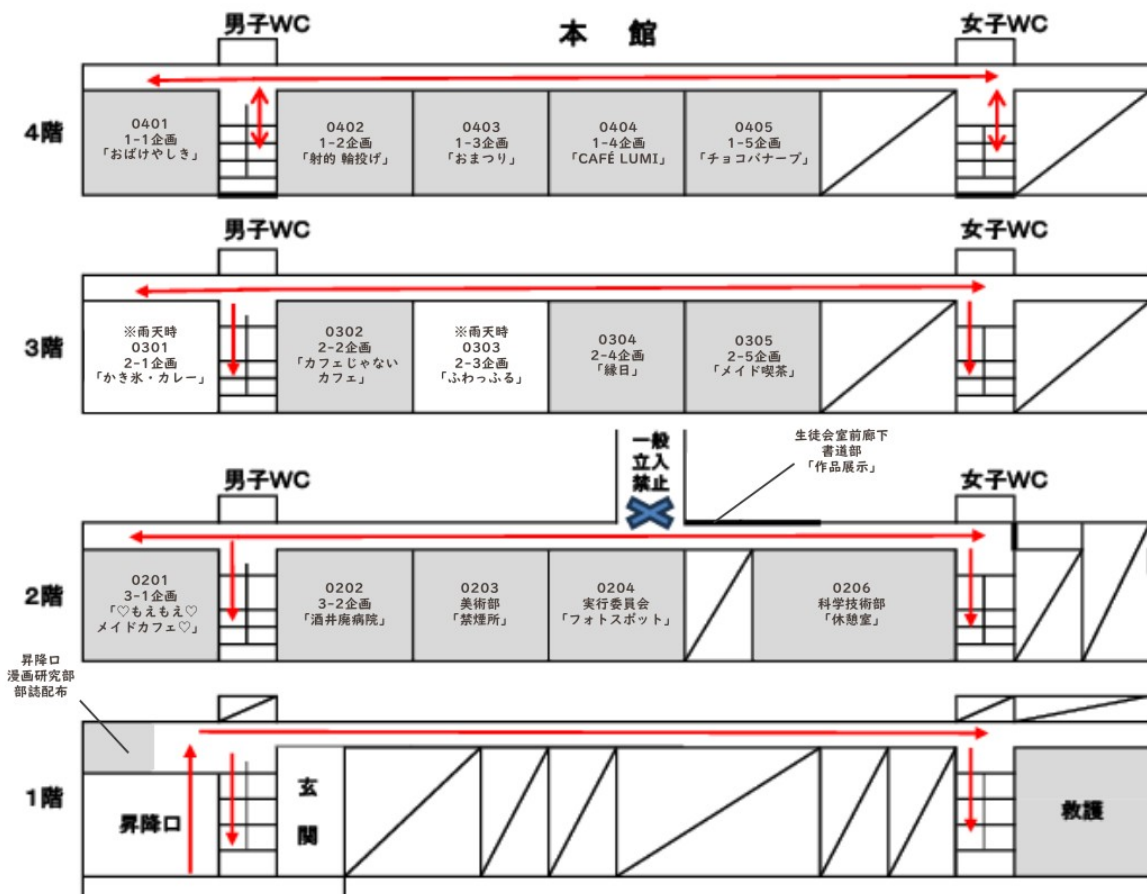 本 館
男子WC
女子WC
4階
0401
1-1企画
「おばけやしき」
0402
1-2企画
「射的 輪投げ」
0403
1-3企画
「おまつり」
0404
1-4企画
「CAFÉ LUMI」
0405
1-5企画
「チョコバナーブ」
男子WC
女子WC
3階
※雨天時
0301
2-1企画
「かき氷・カレー」
0302
2-2企画
「カフェじゃない
カフェ」
※雨天時
0303
2-3企画
「ふわっふる」
0304
2-4企画
「縁日」
0305
2-5企画
「メイド喫茶」
一般
立入
禁止
生徒会室前廊下
書道部
「作品展示」
男子WC
女子WC
2階
0201
3-1企画
「♡もえもえ♡
メイドカフェ♡」
0202
3-2企画
「酒井廃病院」
0203
美術部
「禁煙所」
0204
実行委員会
「フォトスポット」
0206
科学技術部
「休憩室」
昇降口
漫画研究部
部誌配布
1階
昇降口
玄
関
救護